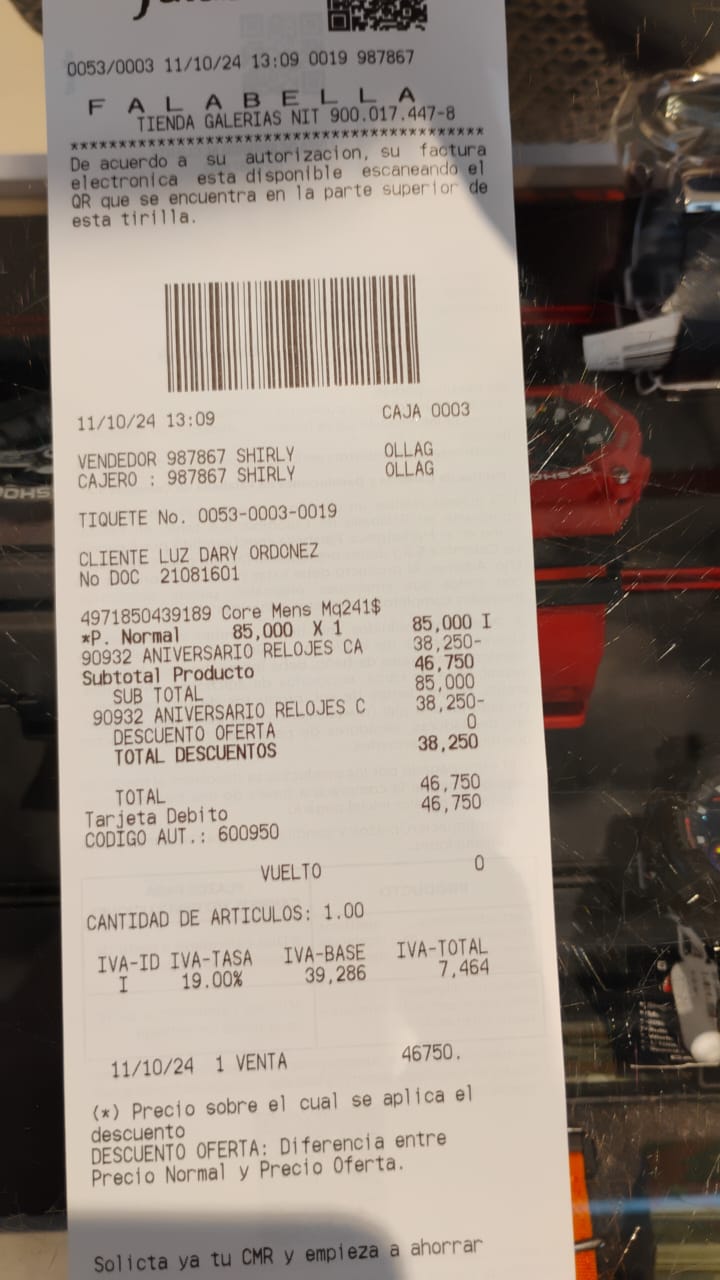 0053/0003 11/10/24 13:09 0019 987867
F A L A B E L L A
TIENDA GALERIAS NIT 900.017.447-8
************************************************
De acuerdo a su autorizacion, su factura
electronica esta disponible escaneando el
QR que se encuentra en la parte superior de
esta tirilla.
11/10/24 13:09 CAJA 0003
VENDEDOR 987867 SHIRLY OLLAG
CAJERO : 987867 SHIRLY OLLAG
TIQUETE No. 0053-0003-0019
CLIENTE LUZ DARY ORDONEZ
No DOC 21081601
4971850439189 Core Mens Mq241$
*P. Normal 85,000 X 1 85,000 I
90932 ANIVERSARIO RELOJES CA 38,250-
Subtotal Producto 46,750
SUB TOTAL 85,000
90932 ANIVERSARIO RELOJES C 38,250-
DESCUENTO OFERTA 0
TOTAL DESCUENTOS 38,250
TOTAL 46,750
Tarjeta Debito 46,750
CODIGO AUT.: 600950
VUELTO 0
CANTIDAD DE ARTICULOS: 1.00
IVA-ID IVA-TASA IVA-BASE IVA-TOTAL
I 19.00% 39,286 7,464
11/10/24 1 VENTA 46750.
(*) Precio sobre el cual se aplica el
descuento
DESCUENTO OFERTA: Diferencia entre
Precio Normal y Precio Oferta.
Solicta ya tu CMR y empieza a ahorrar